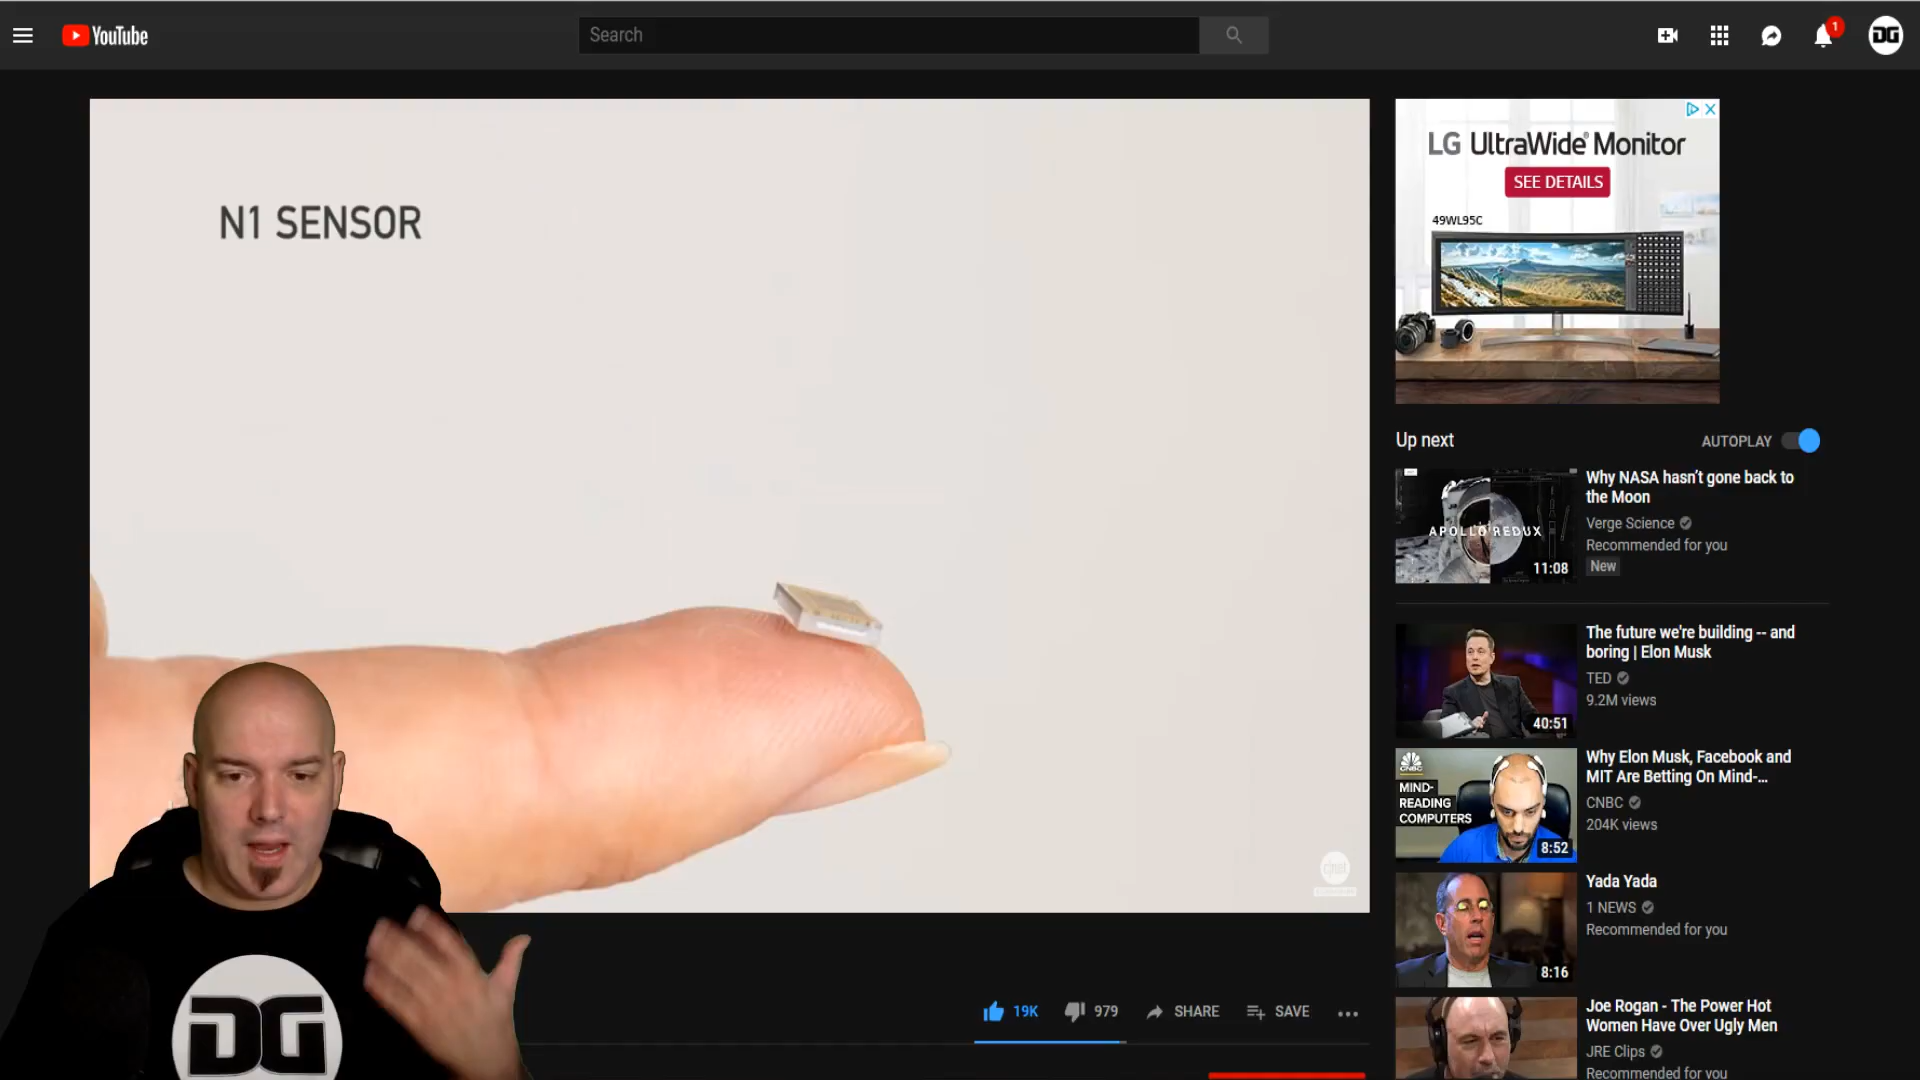 YouTube
Search
1
DG
N1 SENSOR
LG UltraWide® Monitor
SEE DETAILS
49WL95C
Up next
AUTOPLAY
APOLLO REDUX
11:08
Why NASA hasn't gone back to
the Moon
Verge Science
Recommended for you
New
40:51
The future we're building -- and
boring | Elon Musk
TED
9.2M views
CNBC
MIND-
READING
COMPUTERS
8:52
Why Elon Musk, Facebook and
MIT Are Betting On Mind-...
CNBC
204K views
8:16
Yada Yada
1 NEWS
Recommended for you
Joe Rogan - The Power Hot
Women Have Over Ugly Men
JRE Clips
Recommended for you
cnet
19K
979
SHARE
SAVE
DG